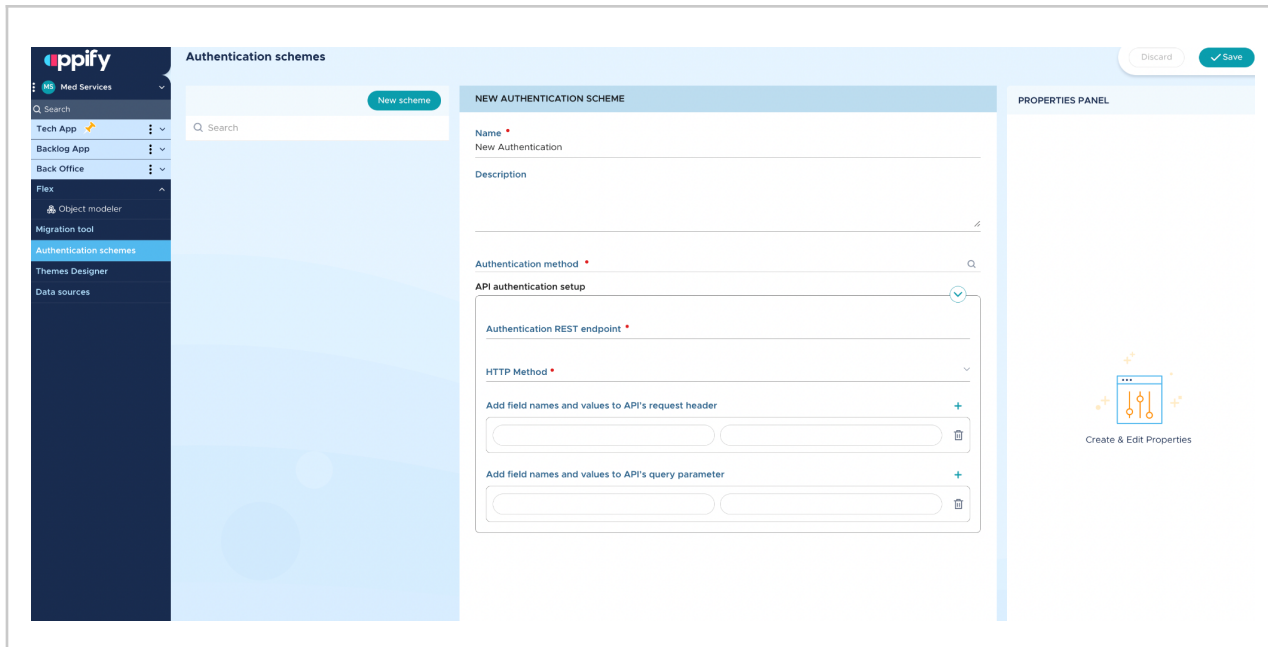 appify
Authentication schemes
Discard
Save
MS Med Services
Search
Tech App
Backlog App
Back Office
Flex
Object modeler
Migration tool
Authentication schemes
Themes Designer
Data sources
New scheme
Search
NEW AUTHENTICATION SCHEME
Name *
New Authentication
Description
Authentication method *
API authentication setup
Authentication REST endpoint *
HTTP Method *
Add field names and values to API's request header
Add field names and values to API's query parameter
PROPERTIES PANEL
Create & Edit Properties